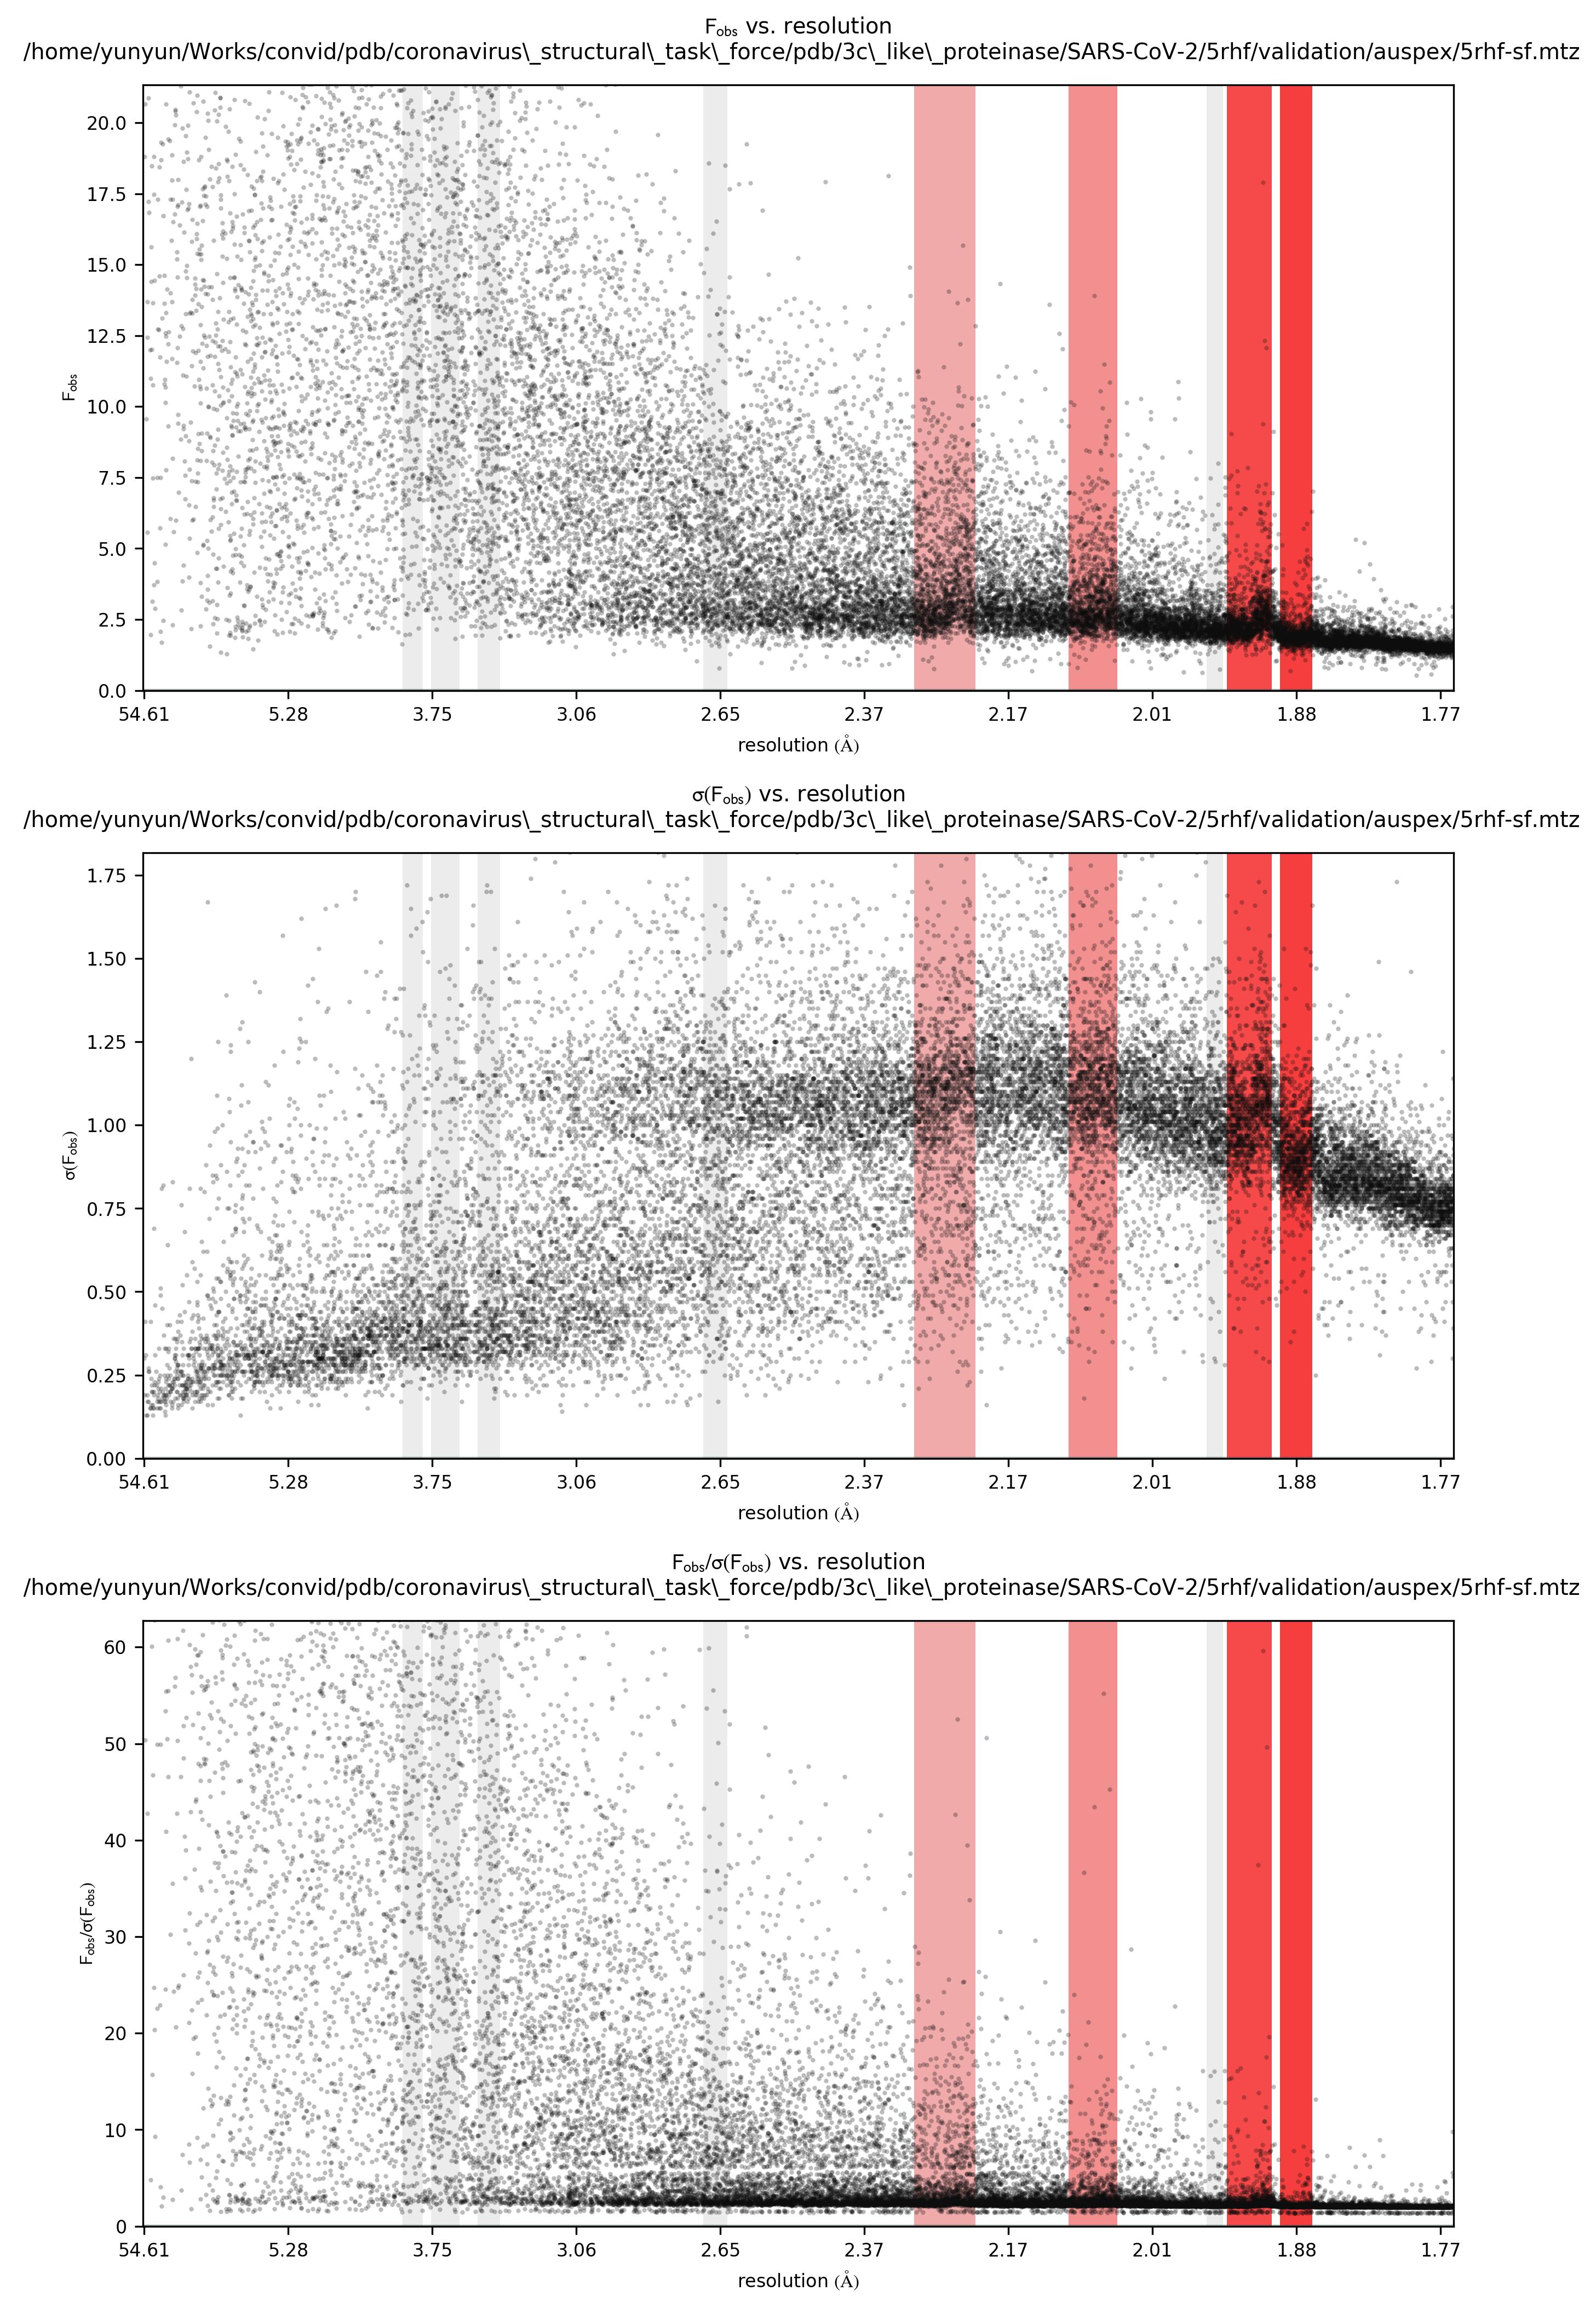 Fobs vs. resolution
/home/yunyun/Works/convid/pdb/coronavirus\_structural\_task\_force/pdb/3c\_like\_proteinase/SARS-CoV-2/5rhf/validation/auspex/5rhf-sf.mtz
20.0
17.5
15.0
12.5
10.0
7.5
5.0
2.5
0.0
Fobs
54.61 5.28 3.75 3.06 2.65 2.37 2.17 2.01 1.88 1.77
resolution (Å)
σ(Fobs) vs. resolution
/home/yunyun/Works/convid/pdb/coronavirus\_structural\_task\_force/pdb/3c\_like\_proteinase/SARS-CoV-2/5rhf/validation/auspex/5rhf-sf.mtz
1.75
1.50
1.25
1.00
0.75
0.50
0.25
0.00
σ(Fobs)
54.61 5.28 3.75 3.06 2.65 2.37 2.17 2.01 1.88 1.77
resolution (Å)
Fobs/σ(Fobs) vs. resolution
/home/yunyun/Works/convid/pdb/coronavirus\_structural\_task\_force/pdb/3c\_like\_proteinase/SARS-CoV-2/5rhf/validation/auspex/5rhf-sf.mtz
60
50
40
30
20
10
0
Fobs/σ(Fobs)
54.61 5.28 3.75 3.06 2.65 2.37 2.17 2.01 1.88 1.77
resolution (Å)